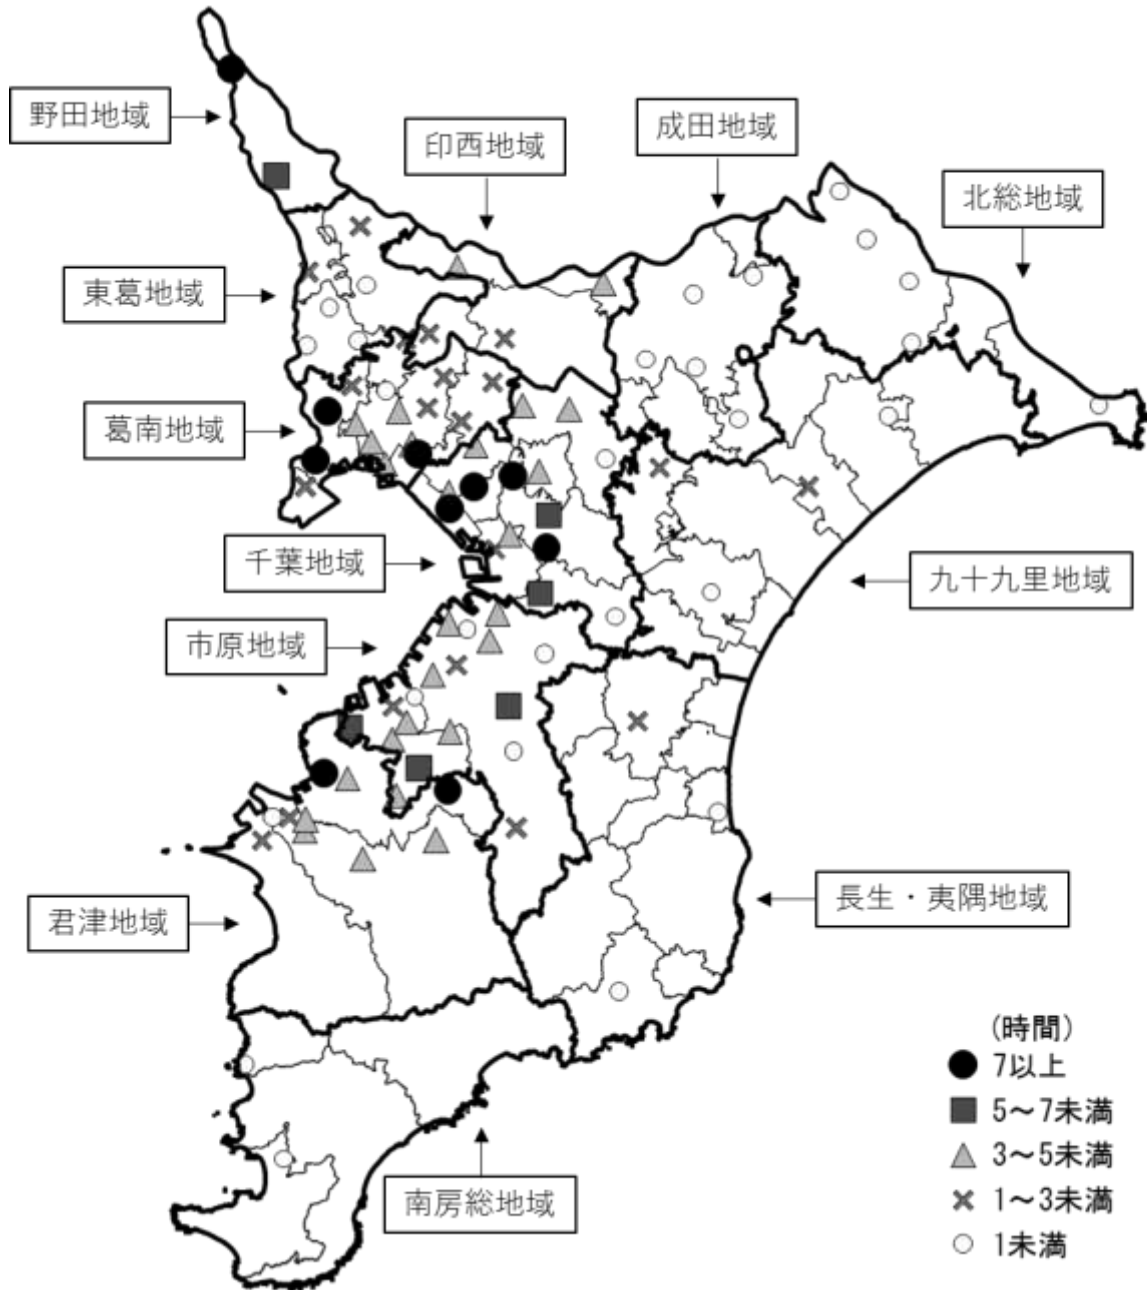 野田地域
印西地域
成田地域
北総地域
東葛地域
葛南地域
千葉地域
九十九里地域
市原地域
長生・夷隅地域
君津地域
南房総地域
(時間)
7以上
5～7未満
3～5未満
1～3未満
1未満